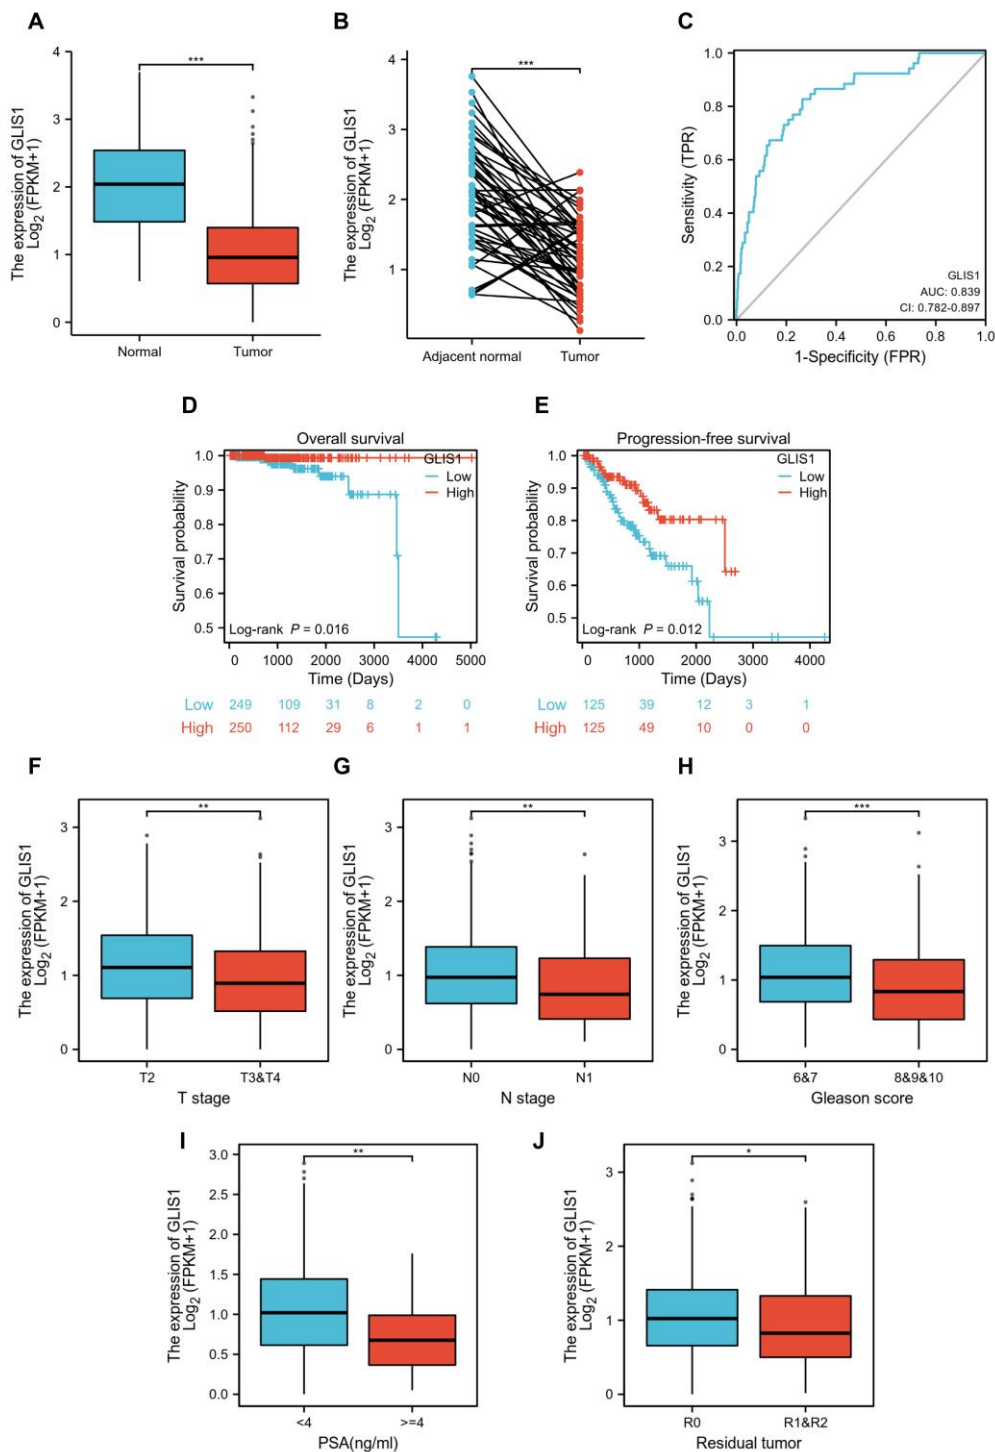 A
The expression of GLIS1
Log2 (FPKM+1)
4
3
2
1
0
***
Normal
Tumor
B
The expression of GLIS1
Log2 (FPKM+1)
4
3
2
1
***
Adjacent normal
Tumor
C
Sensitivity (TPR)
1.0
0.8
0.6
0.4
0.2
0.0
GLIS1
AUC: 0.839
CI: 0.782-0.897
0.0 0.2 0.4 0.6 0.8 1.0
1-Specificity (FPR)
D
Overall survival
Survival probability
1.0
0.9
0.8
0.7
0.6
0.5
GLIS1
Low
High
Log-rank P = 0.016
0 1000 2000 3000 4000 5000
Time (Days)
Low 249 109 31 8 2 0
High 250 112 29 6 1 1
E
Progression-free survival
Survival probability
1.0
0.9
0.8
0.7
0.6
0.5
GLIS1
Low
High
Log-rank P = 0.012
0 1000 2000 3000 4000
Time (Days)
Low 125 39 12 3 1
High 125 49 10 0 0
F
The expression of GLIS1
Log2 (FPKM+1)
3
2
1
0
**
T2
T3&T4
T stage
G
The expression of GLIS1
Log2 (FPKM+1)
3
2
1
0
**
N0
N1
N stage
H
The expression of GLIS1
Log2 (FPKM+1)
3
2
1
0
***
6&7
8&9&10
Gleason score
I
The expression of GLIS1
Log2 (FPKM+1)
3.0
2.5
2.0
1.5
1.0
0.5
0.0
**
<4
>=4
PSA(ng/ml)
J
The expression of GLIS1
Log2 (FPKM+1)
3
2
1
0
*
R0
R1&R2
Residual tumor